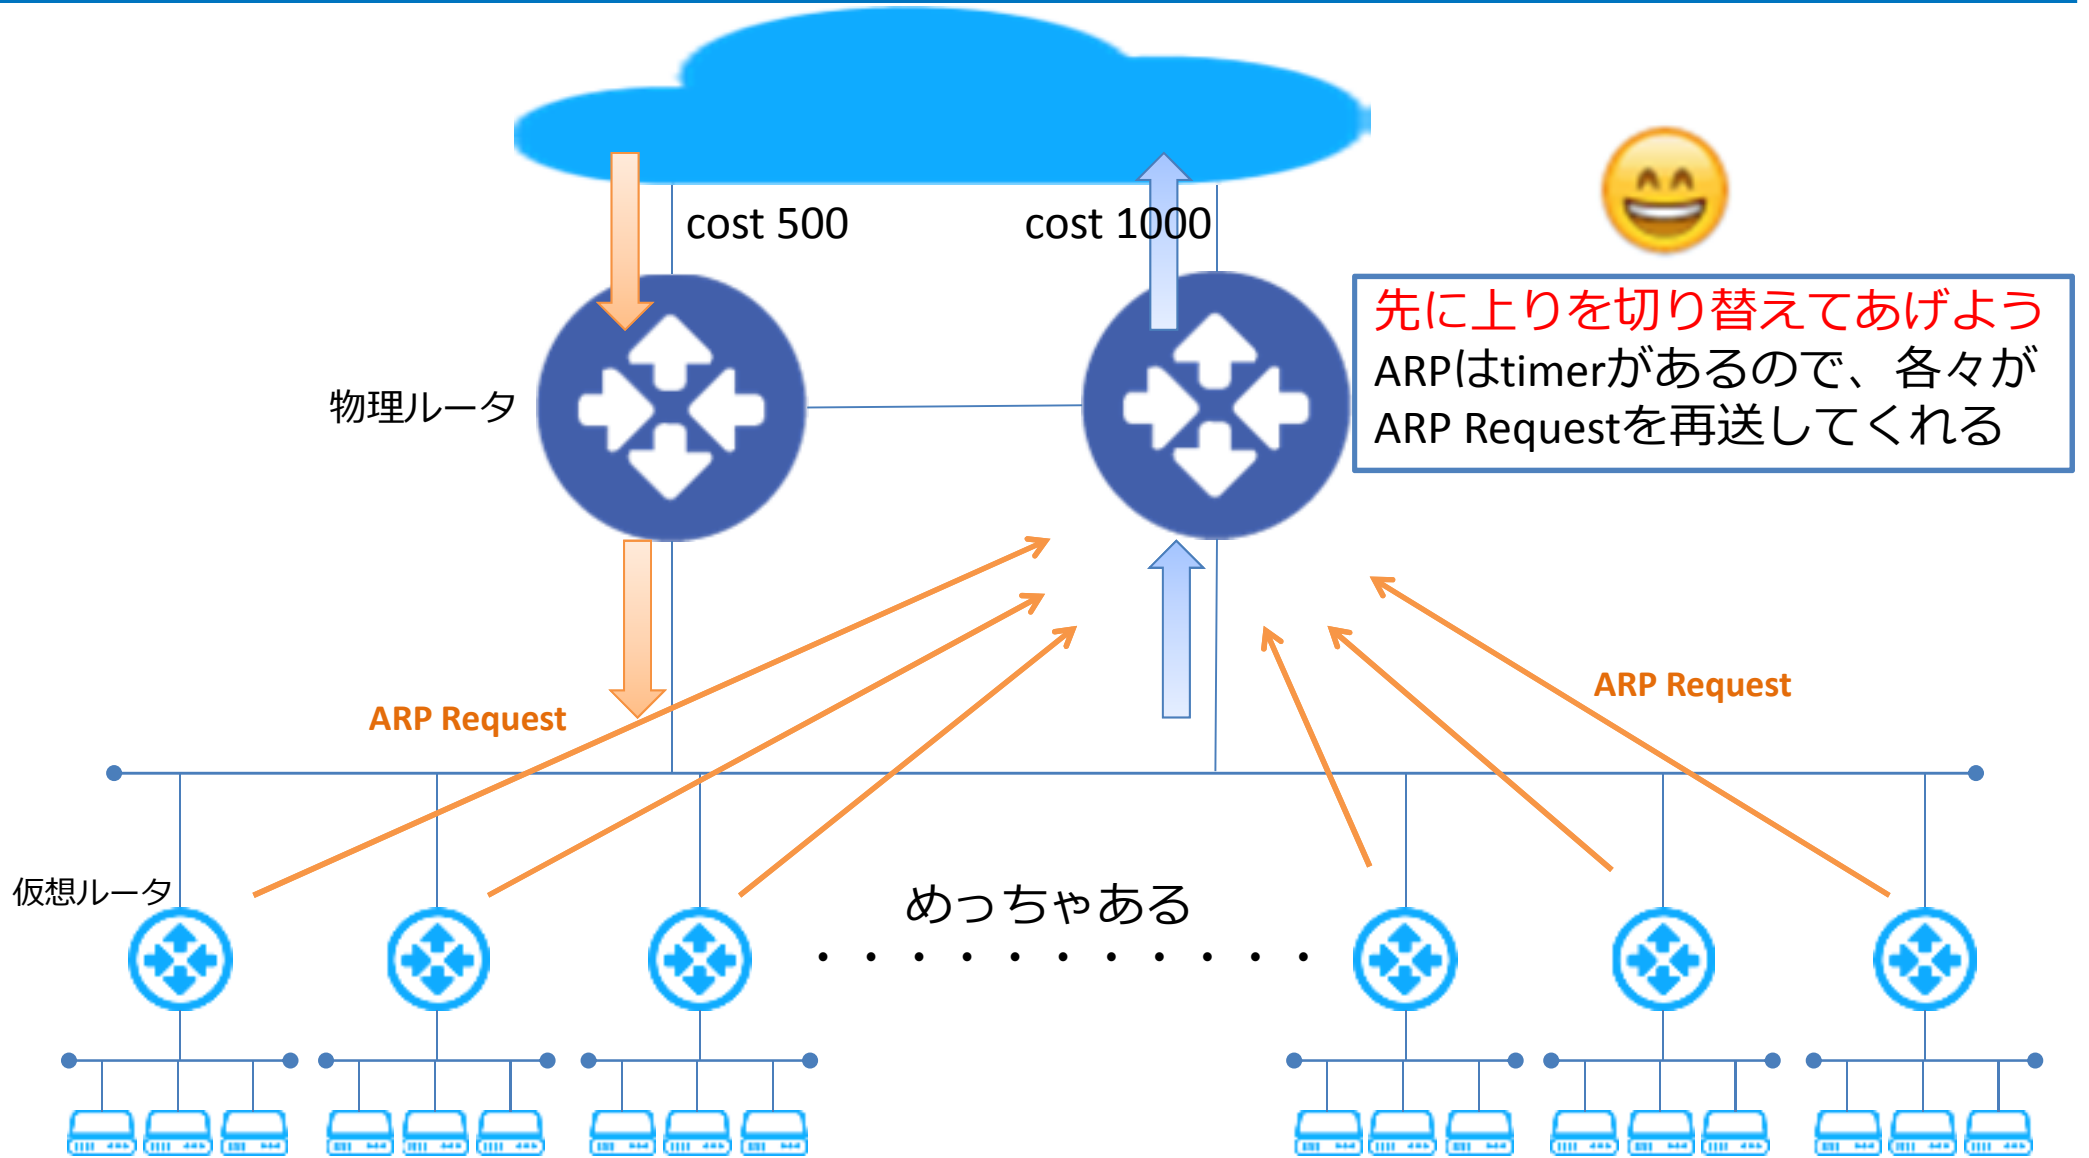 cost 500
cost 1000
先に上りを切り替えてあげよう
ARPはtimerがあるので、各々が
ARP Requestを再送してくれる
物理ルータ
ARP Request
ARP Request
仮想ルータ
めっちゃある
・・・・・・・・・・・